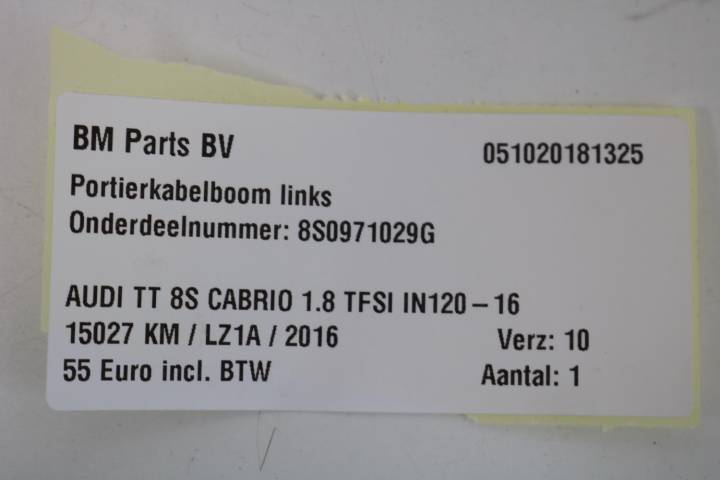 BM Parts BV 051020181325
Portierkabelboom links
Onderdeelnummer: 8S0971029G
AUDI TT 8S CABRIO 1.8 TFSI IN120 – 16
15027 KM / LZ1A / 2016 Verz: 10
55 Euro incl. BTW Aantal: 1